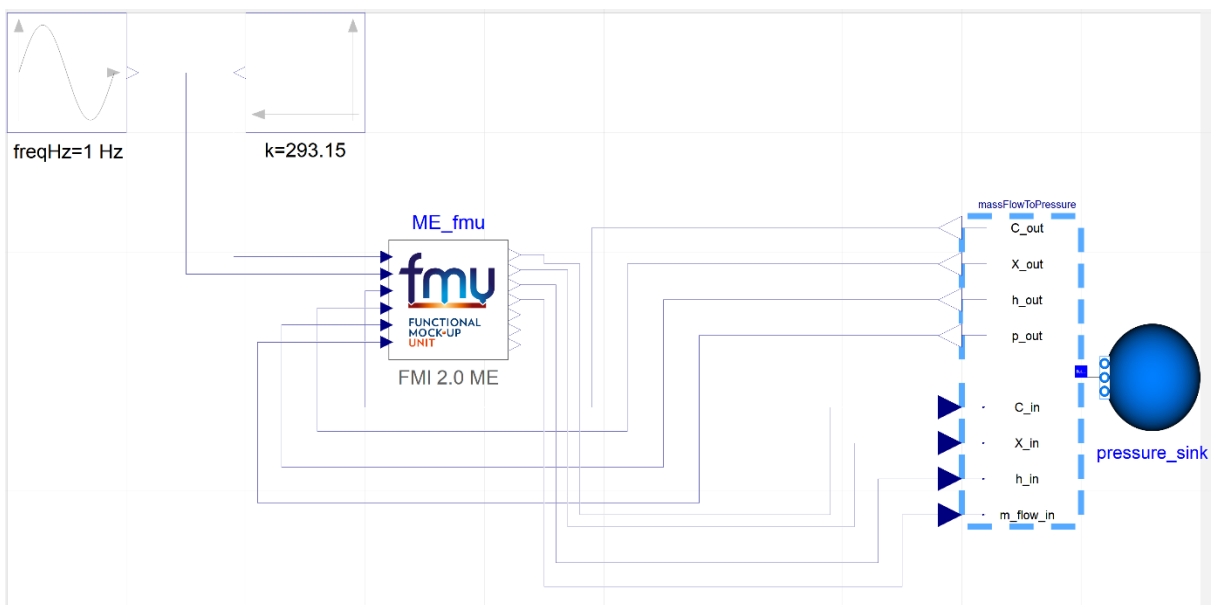 freqHz=1 Hz
k=293.15
ME_fmu
fmu
FUNCTIONAL
MOCK-UP
UNIT
FMI 2.0 ME
massFlowToPressure
C_out
X_out
h_out
p_out
C_in
X_in
h_in
m_flow_in
pressure_sink